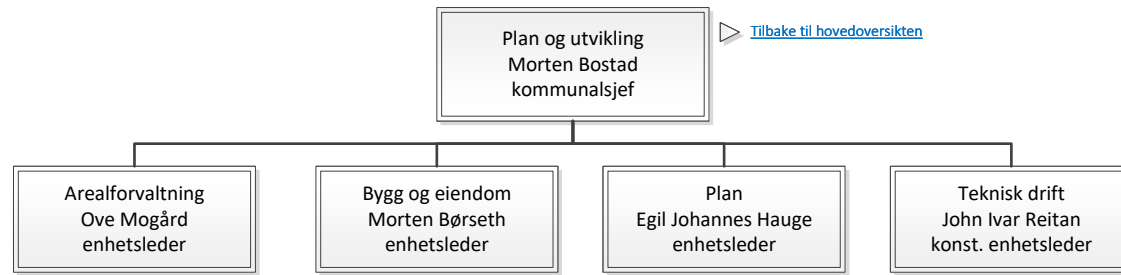 Plan og utvikling
Morten Bostad
kommunalsjef
Tilbake til hovedoversikten
Arealforvaltning
Ove Mogård
enhetsleder
Bygg og eiendom
Morten Børseth
enhetsleder
Plan
Egil Johannes Hauge
enhetsleder
Teknisk drift
John Ivar Reitan
konst. enhetsleder